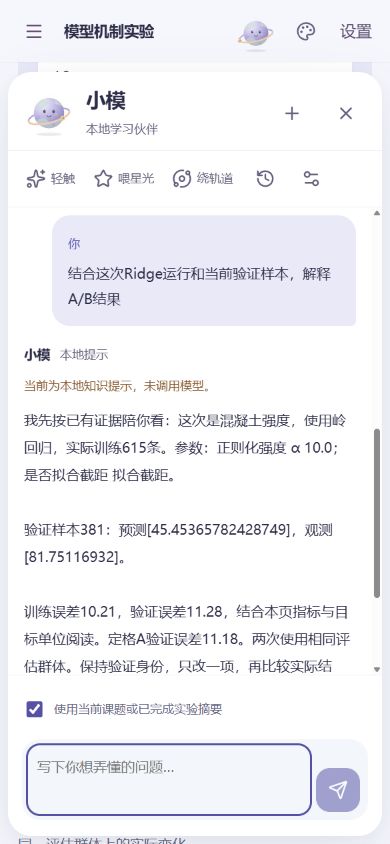 模型机制实验
设置
小模
本地学习伙伴
轻触
喂星光
绕轨道
你
结合这次Ridge运行和当前验证样本，解释
A/B结果
小模 本地提示
当前为本地知识提示，未调用模型。
我先按已有证据陪你看：这次是混凝土强度，使用岭
回归，实际训练615条。参数：正则化强度 α 10.0；
是否拟合截距 拟合截距。
验证样本381：预测[45.45365782428749]，观测
[81.75116932]。
训练误差10.21，验证误差11.28，结合本页指标与目
标单位阅读。定格A验证误差11.18。两次使用相同评
估群体。保持验证身份，只改一项，再比较实际结
使用当前课题或已完成实验摘要
写下你想弄懂的问题...
同一评估群体上的实际变化